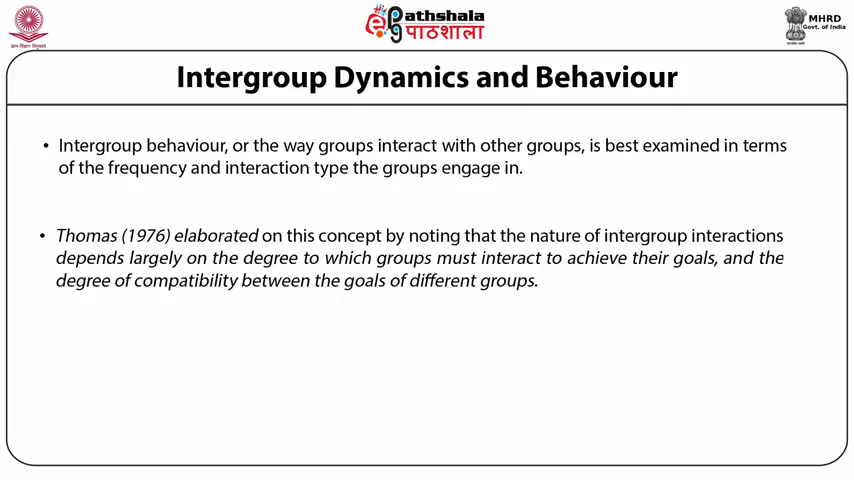 Pathshala
पाठशाला
MHRD
Govt. of India
Intergroup Dynamics and Behaviour
• Intergroup behaviour, or the way groups interact with other groups, is best examined in terms
of the frequency and interaction type the groups engage in.
• Thomas (1976) elaborated on this concept by noting that the nature of intergroup interactions
depends largely on the degree to which groups must interact to achieve their goals, and the
degree of compatibility between the goals of different groups.